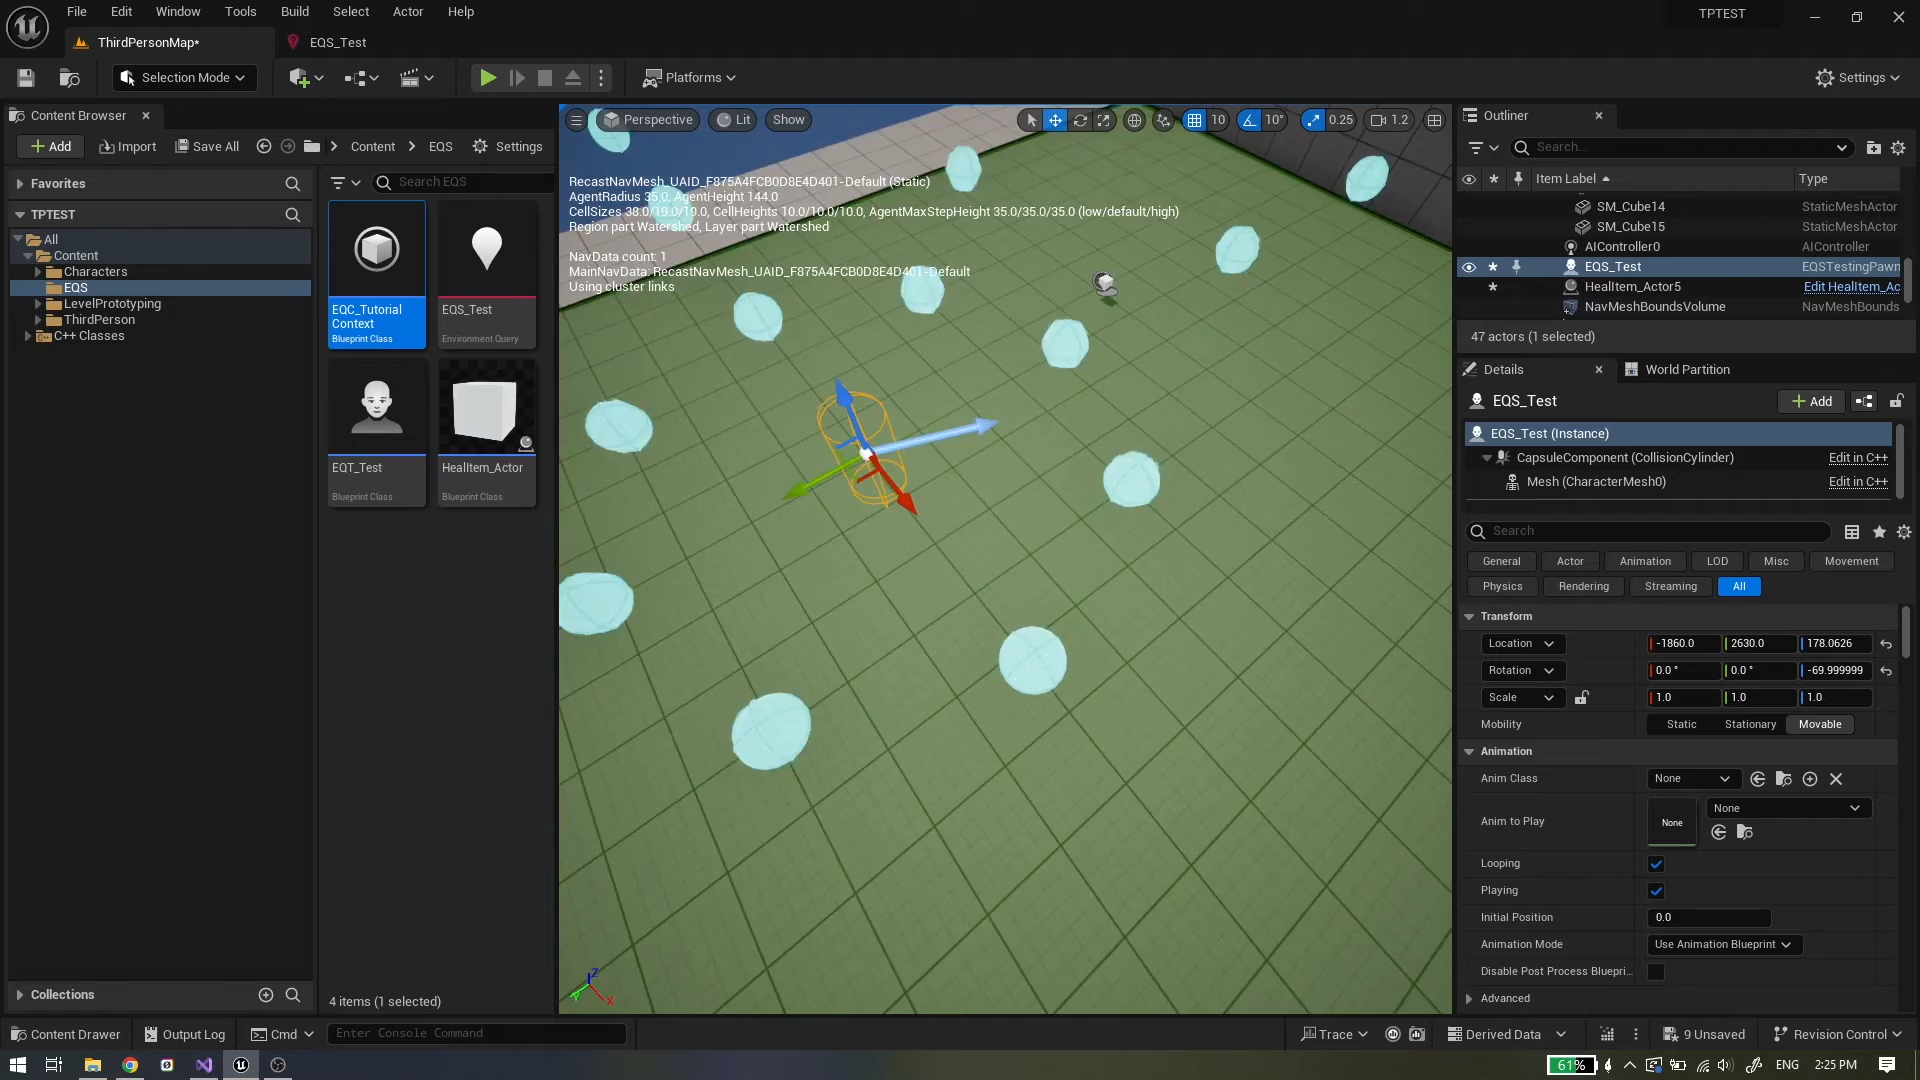 File Edit Window Tools Build Select Actor Help
TPTEST
ThirdPersonMap* EQS_Test
Selection Mode Platforms Settings
Content Browser
Add Import Save All Content EQS Settings
Favorites
Search EQS
TPTEST
All
Content
Characters
EQS
LevelPrototyping
ThirdPerson
C++ Classes
EQC_Tutorial
Context
Blueprint Class
EQS_Test
Environment Query
EQT_Test
Blueprint Class
HealItem_Actor
Blueprint Class
Collections
4 items (1 selected)
Perspective Lit Show 10 10° 0.25 1.2
RecastNavMesh_UAID_F875A4FCB0D8E4D401-Default (Static)
AgentRadius 35.0, AgentHeight 144.0
CellSizes 38.0/19.0/19.0, CellHeights 10.0/10.0/10.0, AgentMaxStepHeight 35.0/35.0/35.0 (low/default/high)
Region part Watershed, Layer part Watershed
NavData count: 1
MainNavData: RecastNavMesh_UAID_F875A4FCB0D8E4D401-Default
Using cluster links
Z
Y X
Outliner
Search...
Item Label Type
SM_Cube14 StaticMeshActor
SM_Cube15 StaticMeshActor
AIController0 AIController
EQS_Test EQSTestingPawn
HealItem_Actor5 Edit HealItem_Ac
NavMeshBoundsVolume NavMeshBounds
47 actors (1 selected)
Details World Partition
EQS_Test Add
EQS_Test (Instance)
CapsuleComponent (CollisionCylinder) Edit in C++
Mesh (CharacterMesh0) Edit in C++
Search
General Actor Animation LOD Misc Movement
Physics Rendering Streaming All
Transform
Location -1860.0 2630.0 178.0626
Rotation 0.0 ° 0.0 ° -69.999999
Scale 1.0 1.0 1.0
Mobility Static Stationary Movable
Animation
Anim Class None
Anim to Play None None
Looping
Playing
Initial Position 0.0
Animation Mode Use Animation Blueprint
Disable Post Process Bluepri...
Advanced
Content Drawer Output Log Cmd Enter Console Command Trace Derived Data 9 Unsaved Revision Control
61% ENG 2:25 PM